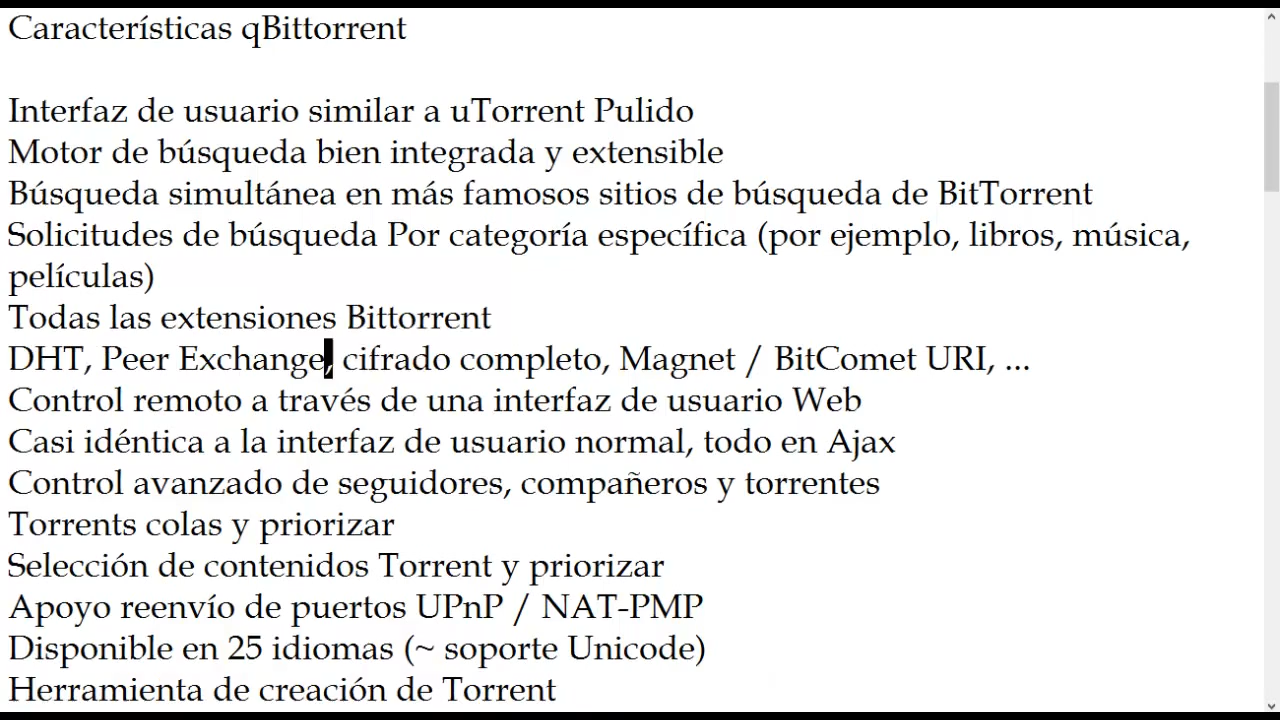 Características qBittorrent
Interfaz de usuario similar a uTorrent Pulido
Motor de búsqueda bien integrada y extensible
Búsqueda simultánea en más famosos sitios de búsqueda de BitTorrent
Solicitudes de búsqueda Por categoría específica (por ejemplo, libros, música,
películas)
Todas las extensiones Bittorrent
DHT, Peer Exchange, cifrado completo, Magnet / BitComet URI, ...
Control remoto a través de una interfaz de usuario Web
Casi idéntica a la interfaz de usuario normal, todo en Ajax
Control avanzado de seguidores, compañeros y torrentes
Torrents colas y priorizar
Selección de contenidos Torrent y priorizar
Apoyo reenvío de puertos UPnP / NAT-PMP
Disponible en 25 idiomas (~ soporte Unicode)
Herramienta de creación de Torrent